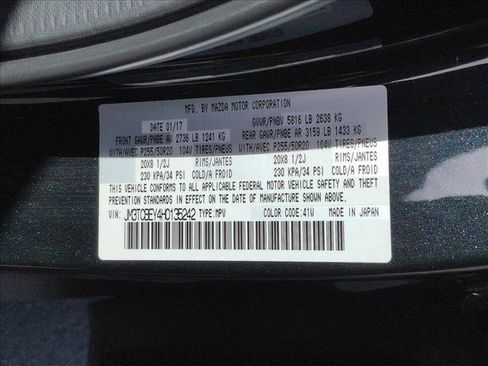 MFD. BY MAZDA MOTOR CORPORATION
DATE 01/17 GVWR/PNBV 5816 LB 2638 KG
FRONT GAWR/PNBE AV 2736 LB 1241 KG REAR GAWR/PNBE AR 3159 LB 1433 KG
WITH/AVEC P255/50R20 104V TIRES/PNEUS WITH/AVEC P255/50R20 104V TIRES/PNEUS
20X8 1/2J RIMS/JANTES 20X8 1/2J RIMS/JANTES
230 KPA/34 PSI COLD/A FROID 230 KPA/34 PSI COLD/A FROID
THIS VEHICLE CONFORMS TO ALL APPLICABLE FEDERAL MOTOR VEHICLE SAFETY AND THEFT
PREVENTION STANDARDS IN EFFECT ON THE DATE OF MANUFACTURE SHOWN ABOVE.
VIN: JM3TCBEY4H0135242 TYPE: MPV COLOR CODE: 41W MADE IN JAPAN